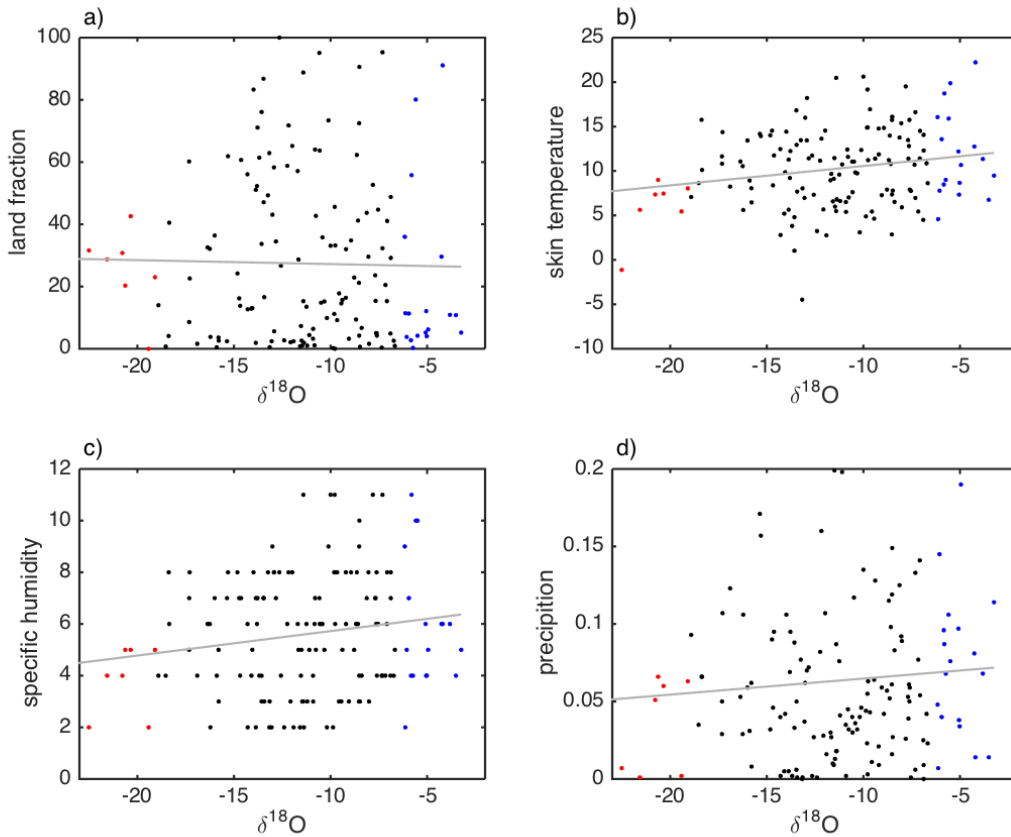 a)
100
80
60
40
20
0
land fraction
-20 -15 -10 -5
δ18O
b)
25
20
15
10
5
0
-5
-10
skin temperature
-20 -15 -10 -5
δ18O
c)
12
10
8
6
4
2
0
specific humidity
-20 -15 -10 -5
δ18O
d)
0.2
0.15
0.1
0.05
0
precipition
-20 -15 -10 -5
δ18O